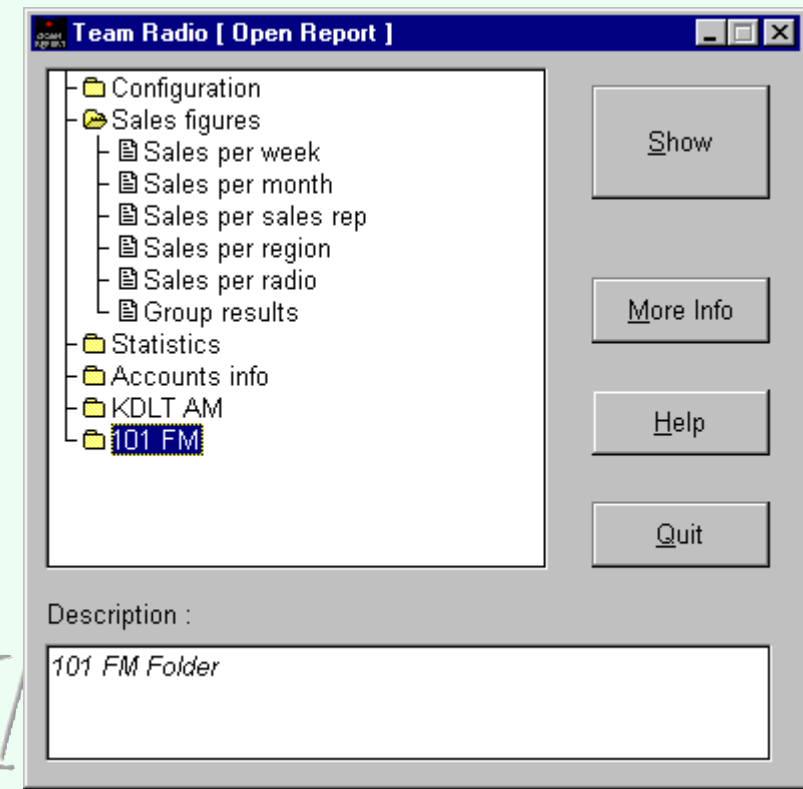 Team Radio [ Open Report ]
Configuration
Sales figures
Sales per week
Sales per month
Sales per sales rep
Sales per region
Sales per radio
Group results
Statistics
Accounts info
KDLT AM
101 FM
Show
More Info
Help
Quit
Description :
101 FM Folder